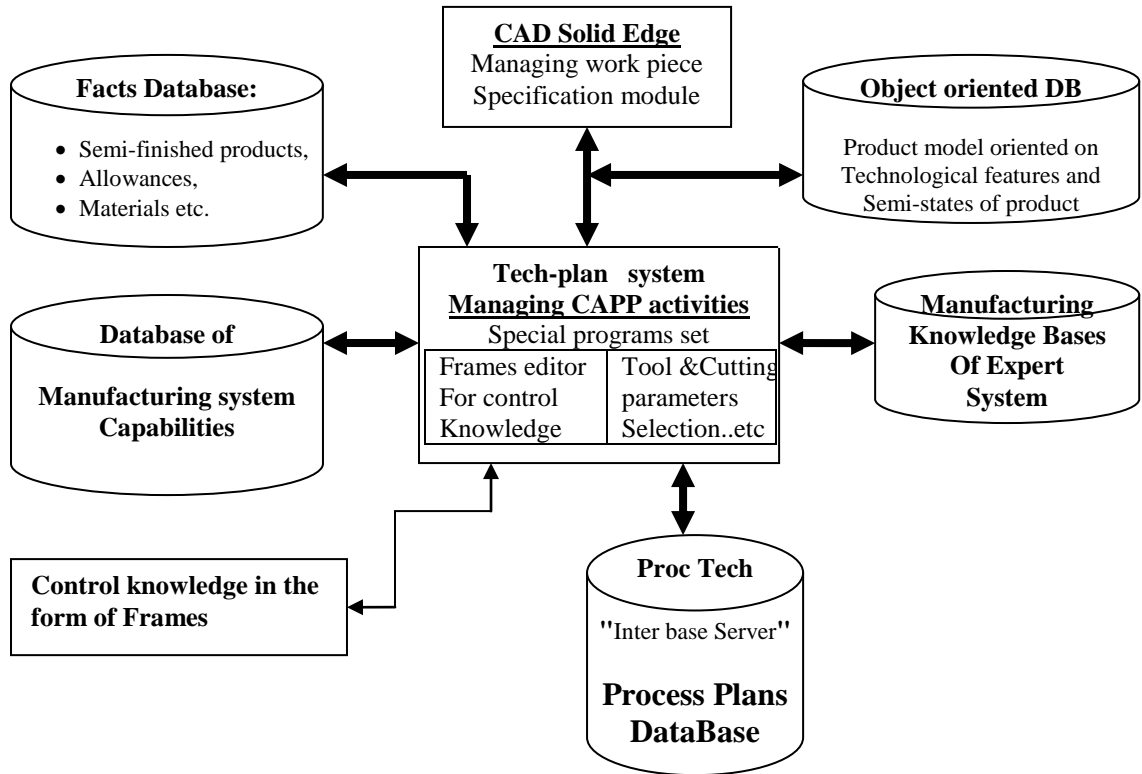 CAD Solid Edge
Managing work piece
Specification module
Facts Database:
• Semi-finished products,
• Allowances,
• Materials etc.
Object oriented DB
Product model oriented on
Technological features and
Semi-states of product
Tech-plan system
Managing CAPP activities
Special programs set
Frames editor
For control
Knowledge
Tool &Cutting
parameters
Selection..etc
Database of
Manufacturing system
Capabilities
Manufacturing
Knowledge Bases
Of Expert
System
Control knowledge in the
form of Frames
Proc Tech
"Inter base Server"
Process Plans
DataBase